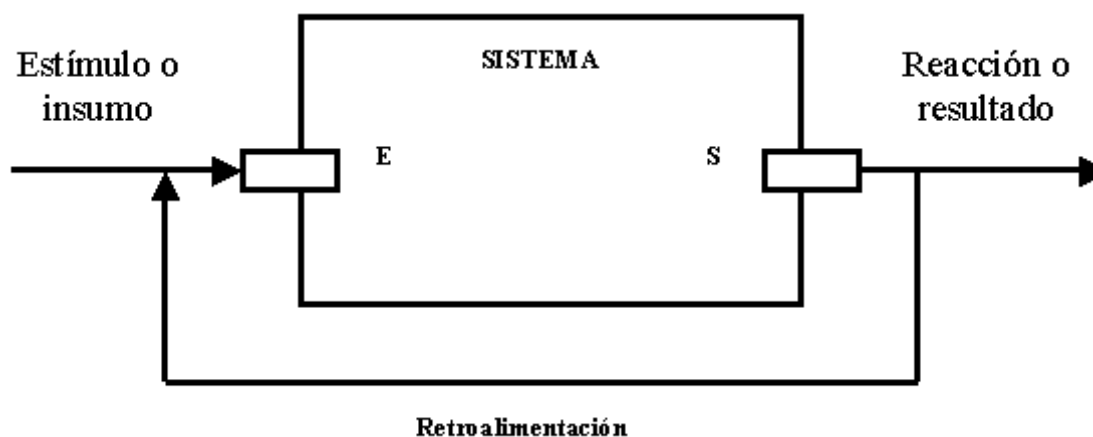 Estímulo o
insumo
SISTEMA
Reacción o
resultado
E
S
Retroalimentación